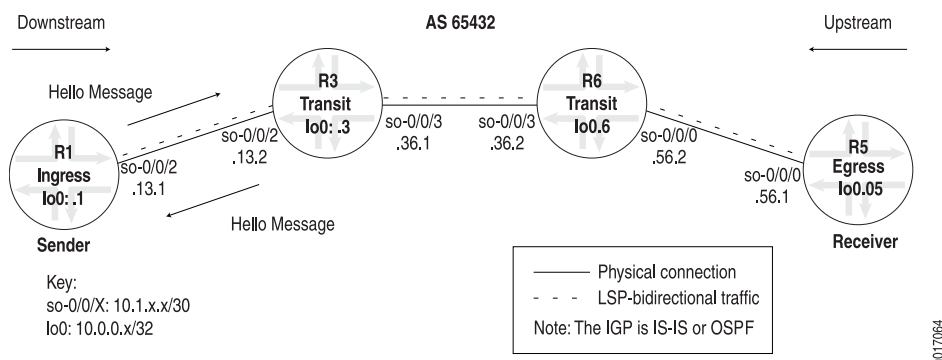 Downstream
AS 65432
Upstream
Hello Message
R3
Transit
lo0: .3
R6
Transit
lo0.6
R1
Ingress
lo0: .1
so-0/0/2
.13.1
so-0/0/2
.13.2
so-0/0/3
.36.1
so-0/0/3
.36.2
so-0/0/0
.56.2
so-0/0/0
.56.1
R5
Egress
lo0.05
Hello Message
Sender
Receiver
Key:
so-0/0/X: 10.1.x.x/30
lo0: 10.0.0.x/32
Physical connection
LSP-bidirectional traffic
Note: The IGP is IS-IS or OSPF
017064